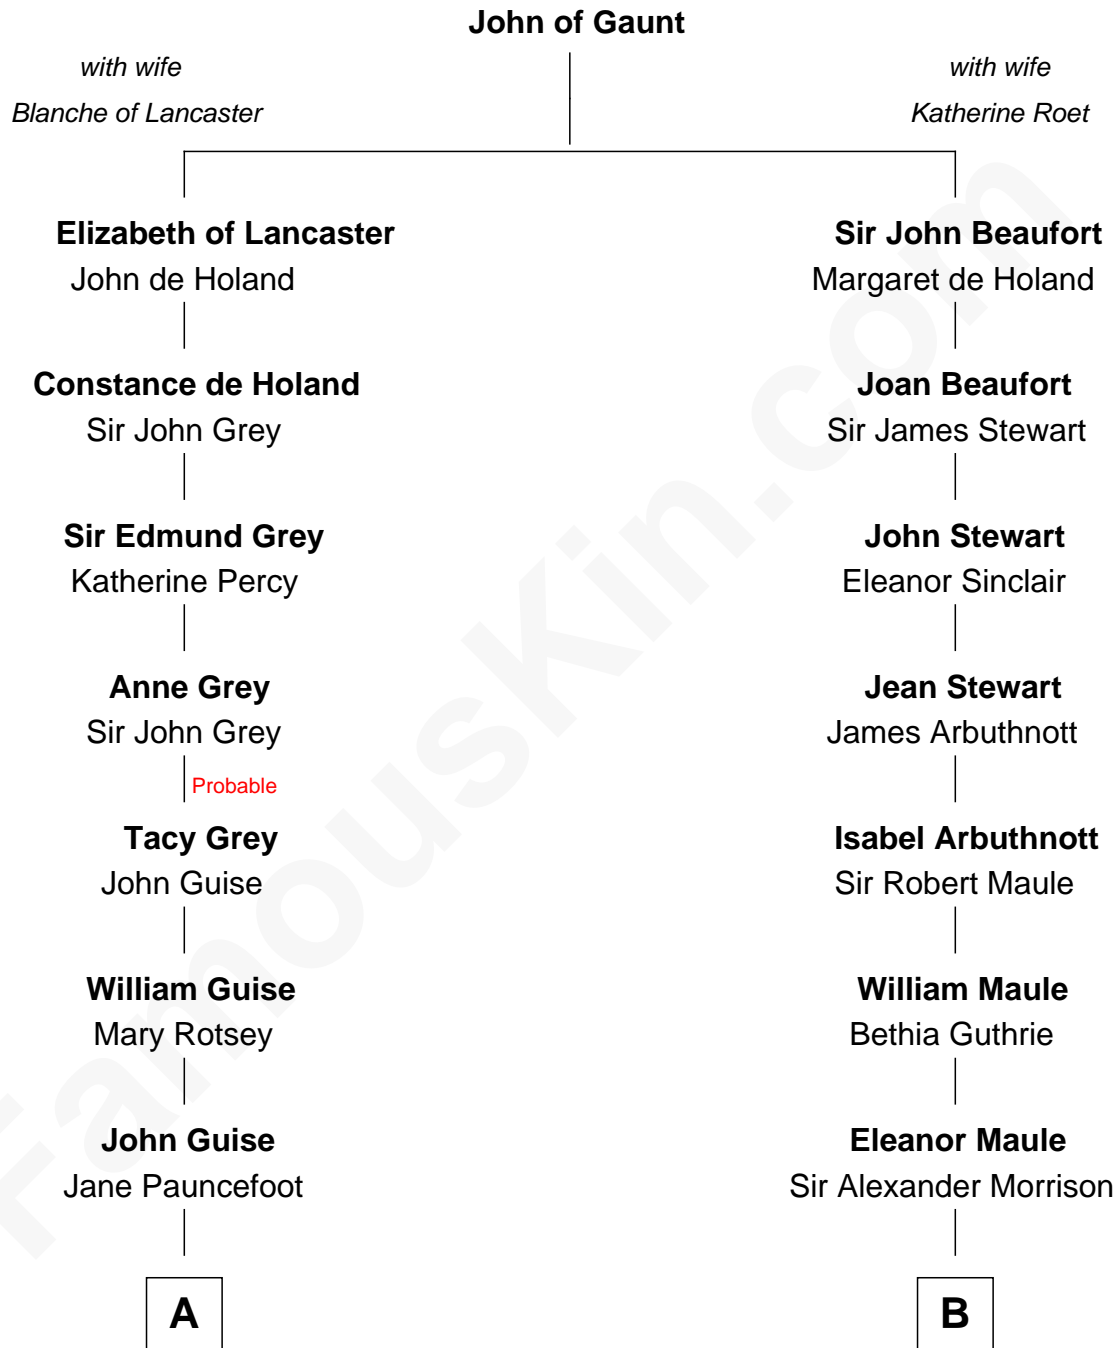 John of Gaunt
with wife
Blanche of Lancaster
with wife
Katherine Roet
Elizabeth of Lancaster
John de Holand
Sir John Beaufort
Margaret de Holand
Constance de Holand
Sir John Grey
Joan Beaufort
Sir James Stewart
Sir Edmund Grey
Katherine Percy
John Stewart
Eleanor Sinclair
Anne Grey
Sir John Grey
Jean Stewart
James Arbuthnott
Probable
Tacy Grey
John Guise
Isabel Arbuthnott
Sir Robert Maule
William Guise
Mary Rotsey
William Maule
Bethia Guthrie
John Guise
Jane Pauncefoot
Eleanor Maule
Sir Alexander Morrison
A
B
FamousKin.com